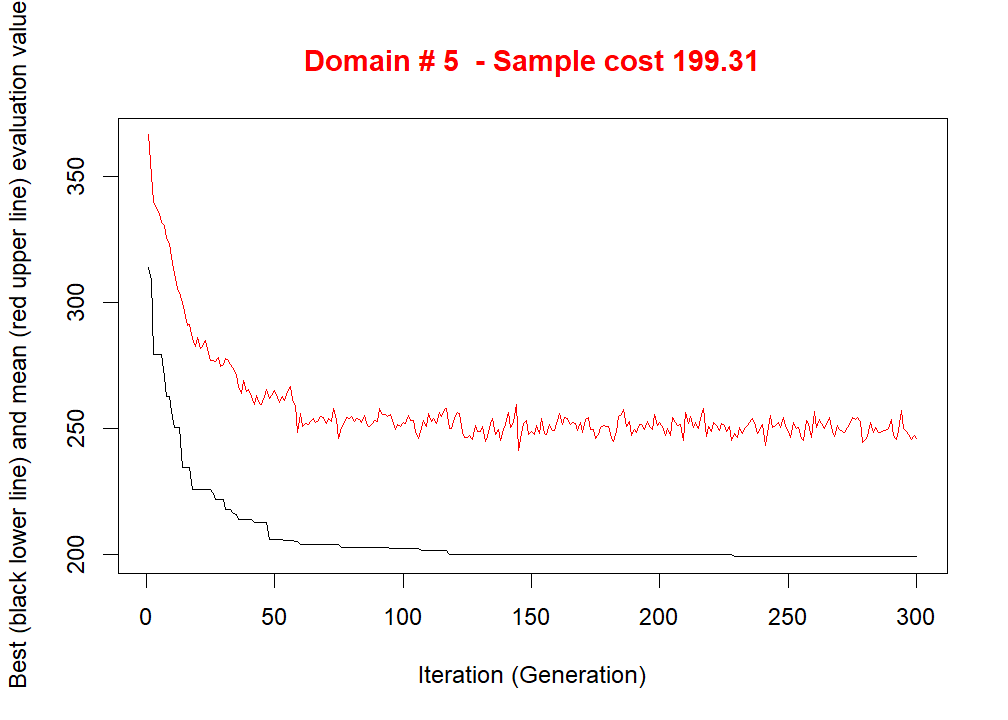 Domain # 5  - Sample cost 199.31
Best (black lower line) and mean (red upper line) evaluation value
350
300
250
200
0 50 100 150 200 250 300
Iteration (Generation)